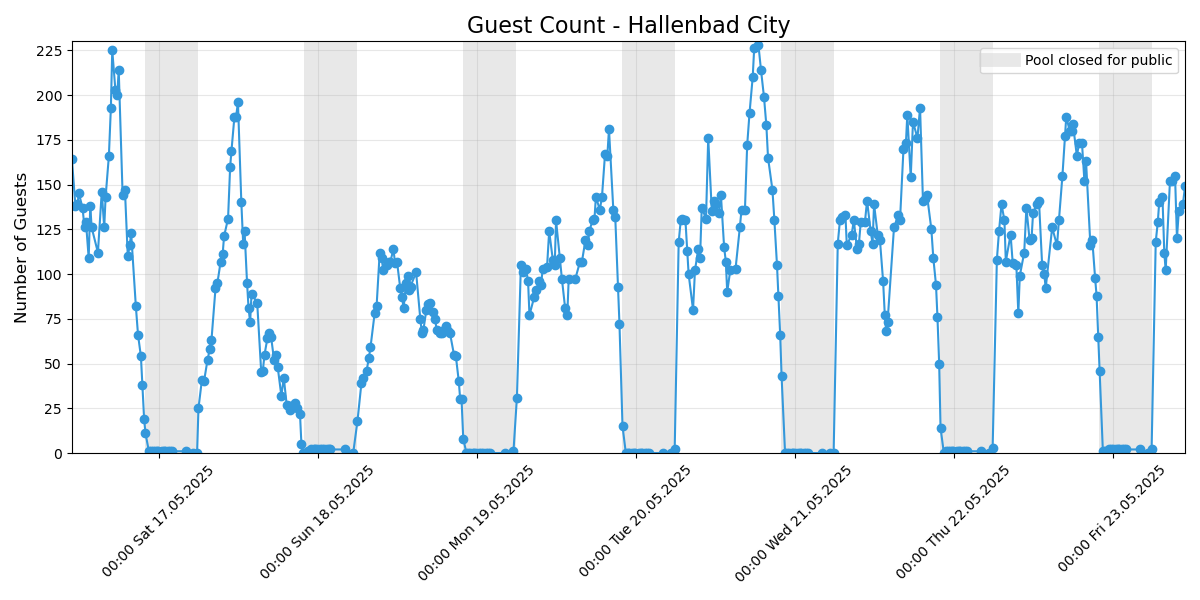 Guest Count - Hallenbad City
Pool closed for public
Number of Guests
225
200
175
150
125
100
75
50
25
0
00:00 Sat 17.05.2025
00:00 Sun 18.05.2025
00:00 Mon 19.05.2025
00:00 Tue 20.05.2025
00:00 Wed 21.05.2025
00:00 Thu 22.05.2025
00:00 Fri 23.05.2025